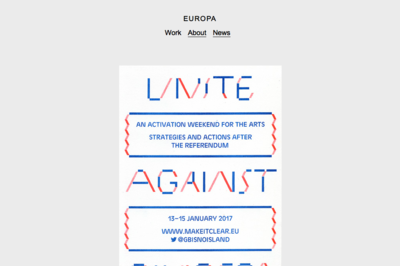 EUROPA
Work About News
UNITE
AN ACTIVATION WEEKEND FOR THE ARTS
STRATEGIES AND ACTIONS AFTER
THE REFERENDUM
AGAINST
13–15 JANUARY 2017
WWW.MAKEITCLEAR.EU
@GBISNOISLAND